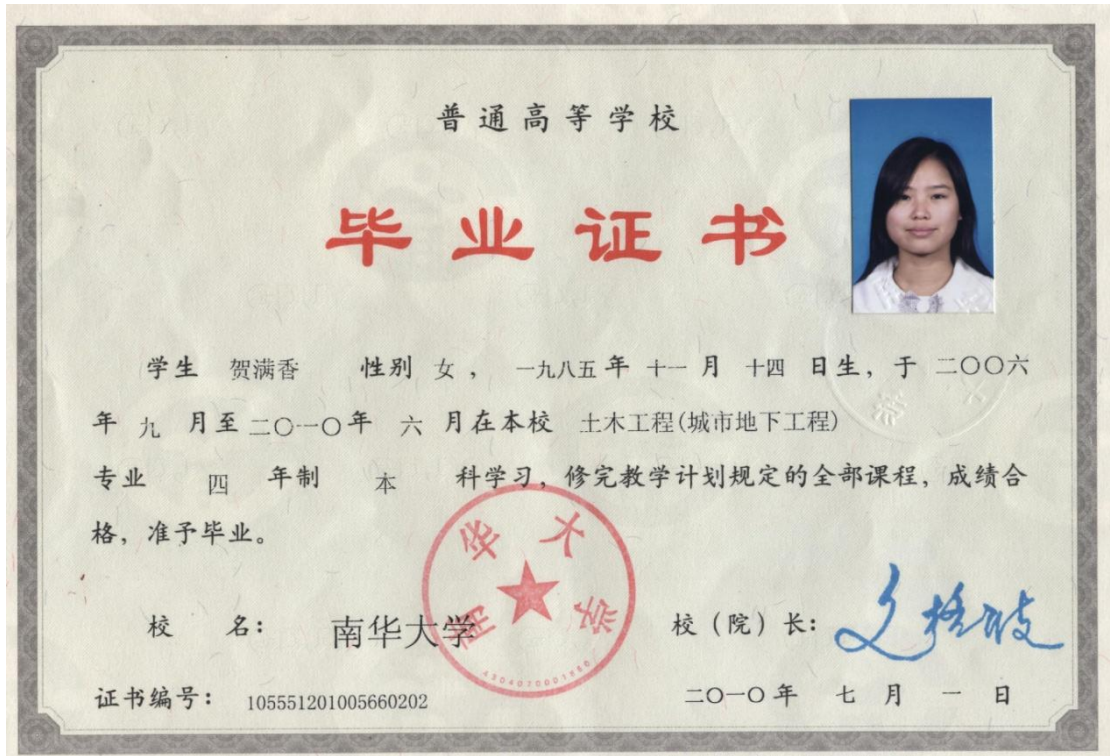 普通高等学校
毕业证书
学生 贺满香 性别 女 ， 一九八五 年 十一 月 十四 日生，于 二〇〇六
年 九 月至 二〇一〇 年 六 月在本校 土木工程(城市地下工程)
专业 四 年制 本 科学习，修完教学计划规定的全部课程，成绩合
格，准予毕业。
南华大学
校 名： 南华大学 校（院）长：
证书编号： 105551201005660202 二〇一〇 年 七 月 一 日